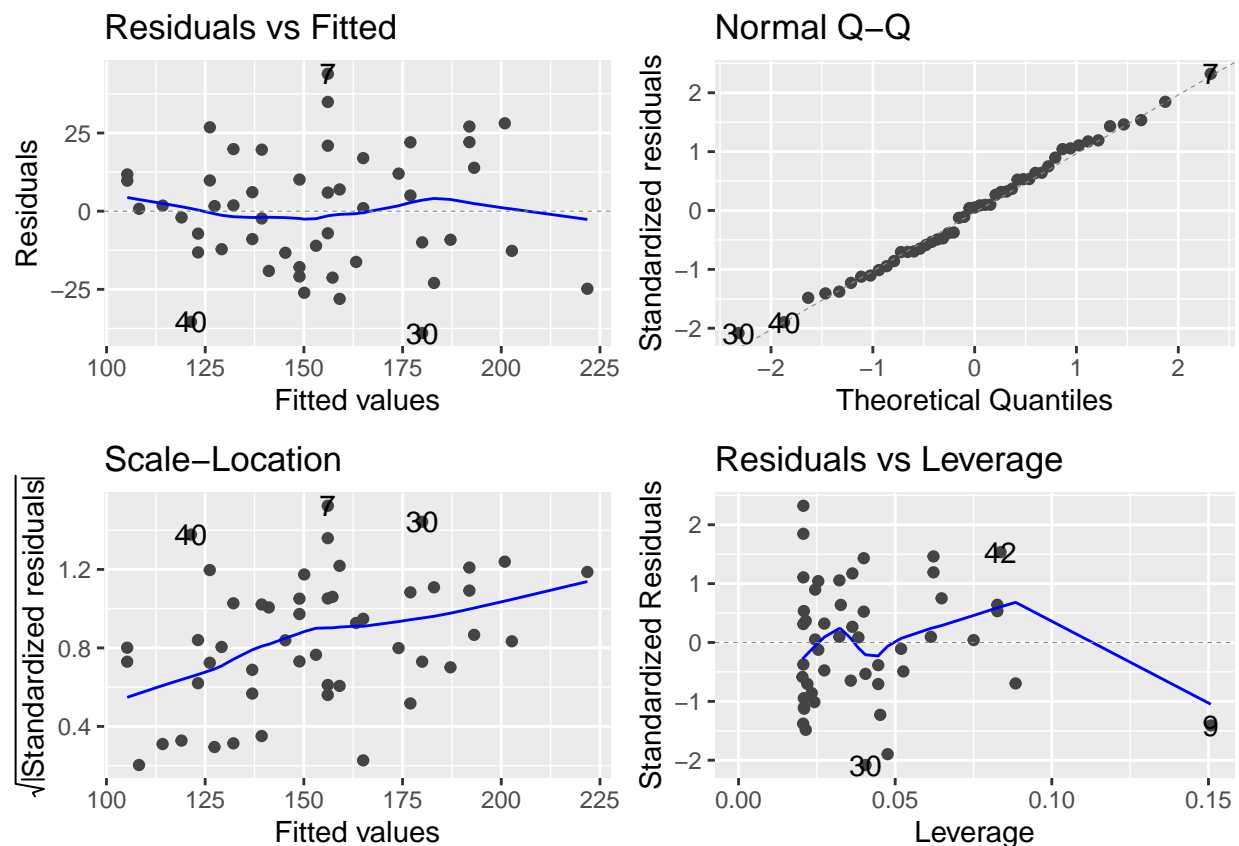 Residuals vs Fitted
7
40
30
25
0
−25
100 125 150 175 200 225
Fitted values
Residuals
Normal Q−Q
7
40
30
2
1
0
−1
−2
−2 −1 0 1 2
Theoretical Quantiles
Standardized residuals
Scale−Location
7
40
30
1.2
0.8
0.4
100 125 150 175 200 225
Fitted values
√|Standardized residuals|
Residuals vs Leverage
42
9
30
2
1
0
−1
−2
0.00 0.05 0.10 0.15
Leverage
Standardized Residuals